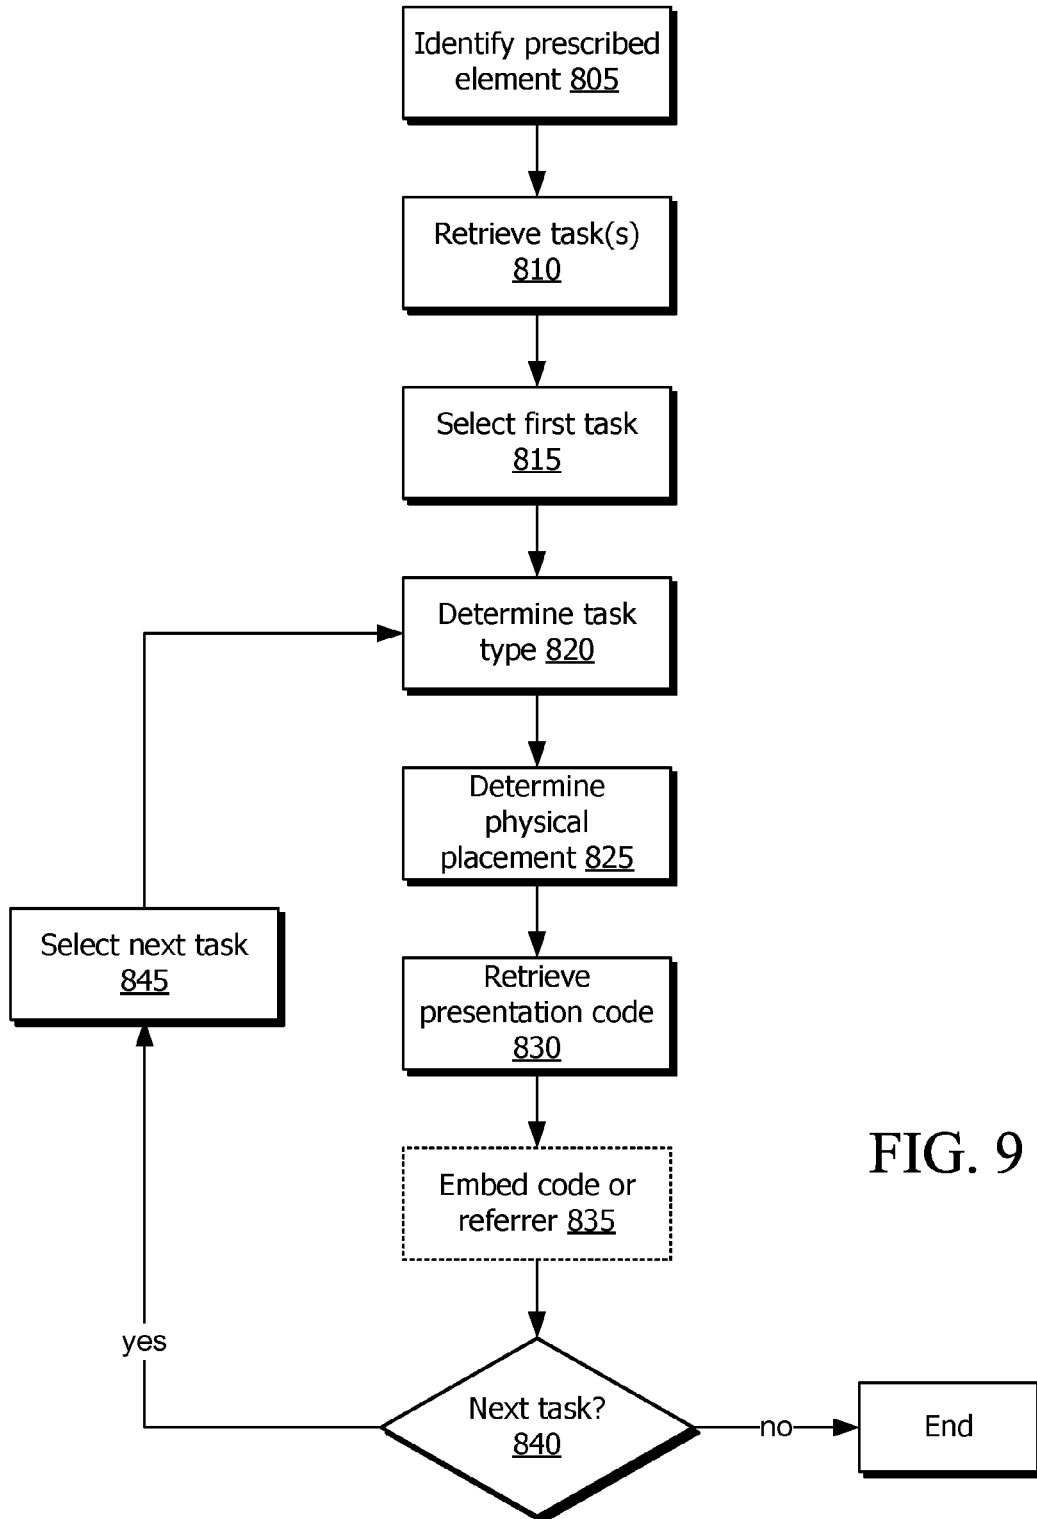 Identify prescribed
element 805
Retrieve task(s)
810
Select first task
815
Determine task
type 820
Determine
physical
placement 825
Select next task
845
Retrieve
presentation code
830
FIG. 9
Embed code or
referrer 835
yes
Next task?
840
no
End